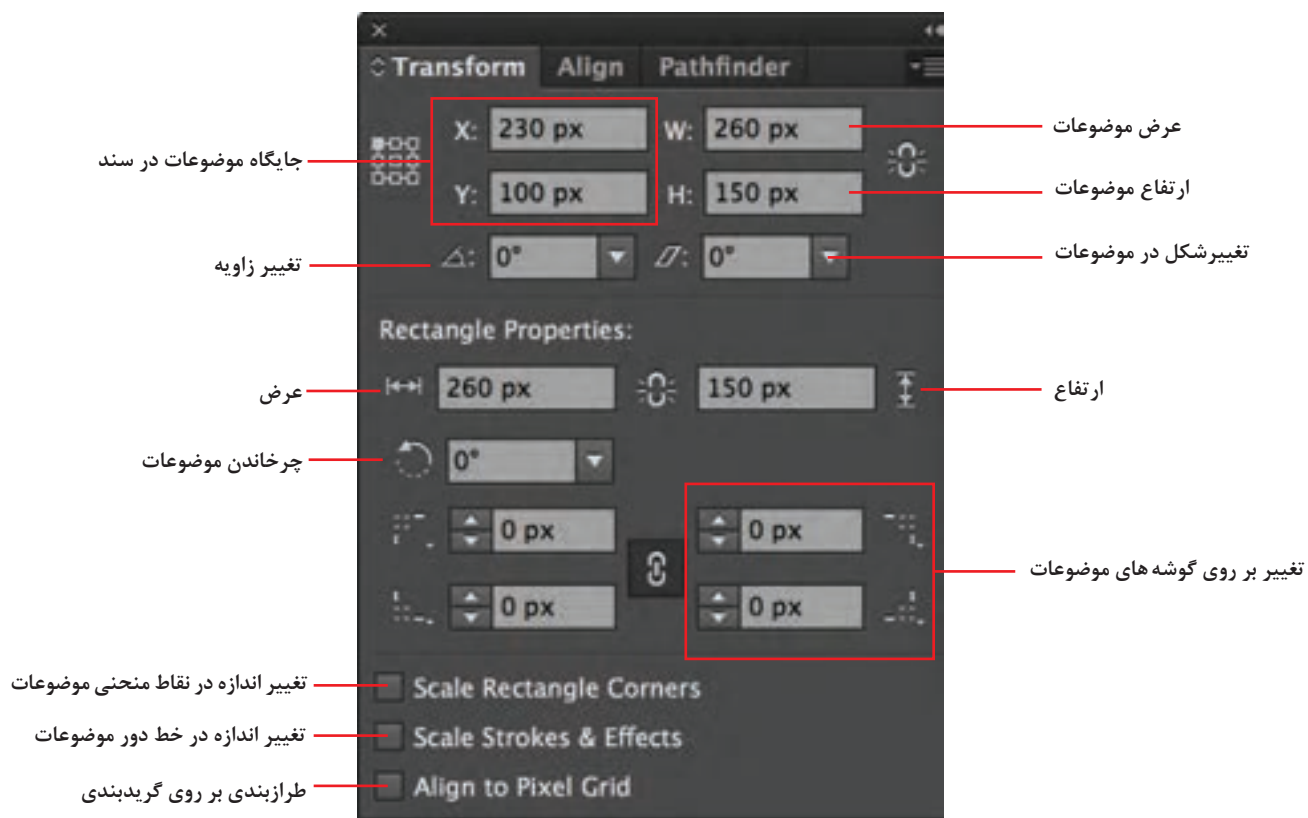 Transform Align Pathfinder
X: 230 px W: 260 px
عرض موضوعات
جایگاه موضوعات در سند
Y: 100 px H: 150 px
ارتفاع موضوعات
تغییر زاویه
0° 0°
تغییرشکل در موضوعات
Rectangle Properties:
عرض
260 px 150 px
ارتفاع
چرخاندن موضوعات
0°
0 px 0 px
تغییر بر روی گوشه های موضوعات
0 px 0 px
تغییر اندازه در نقاط منحنی موضوعات
Scale Rectangle Corners
تغییر اندازه در خط دور موضوعات
Scale Strokes & Effects
طرازبندی بر روی گریدبندی
Align to Pixel Grid